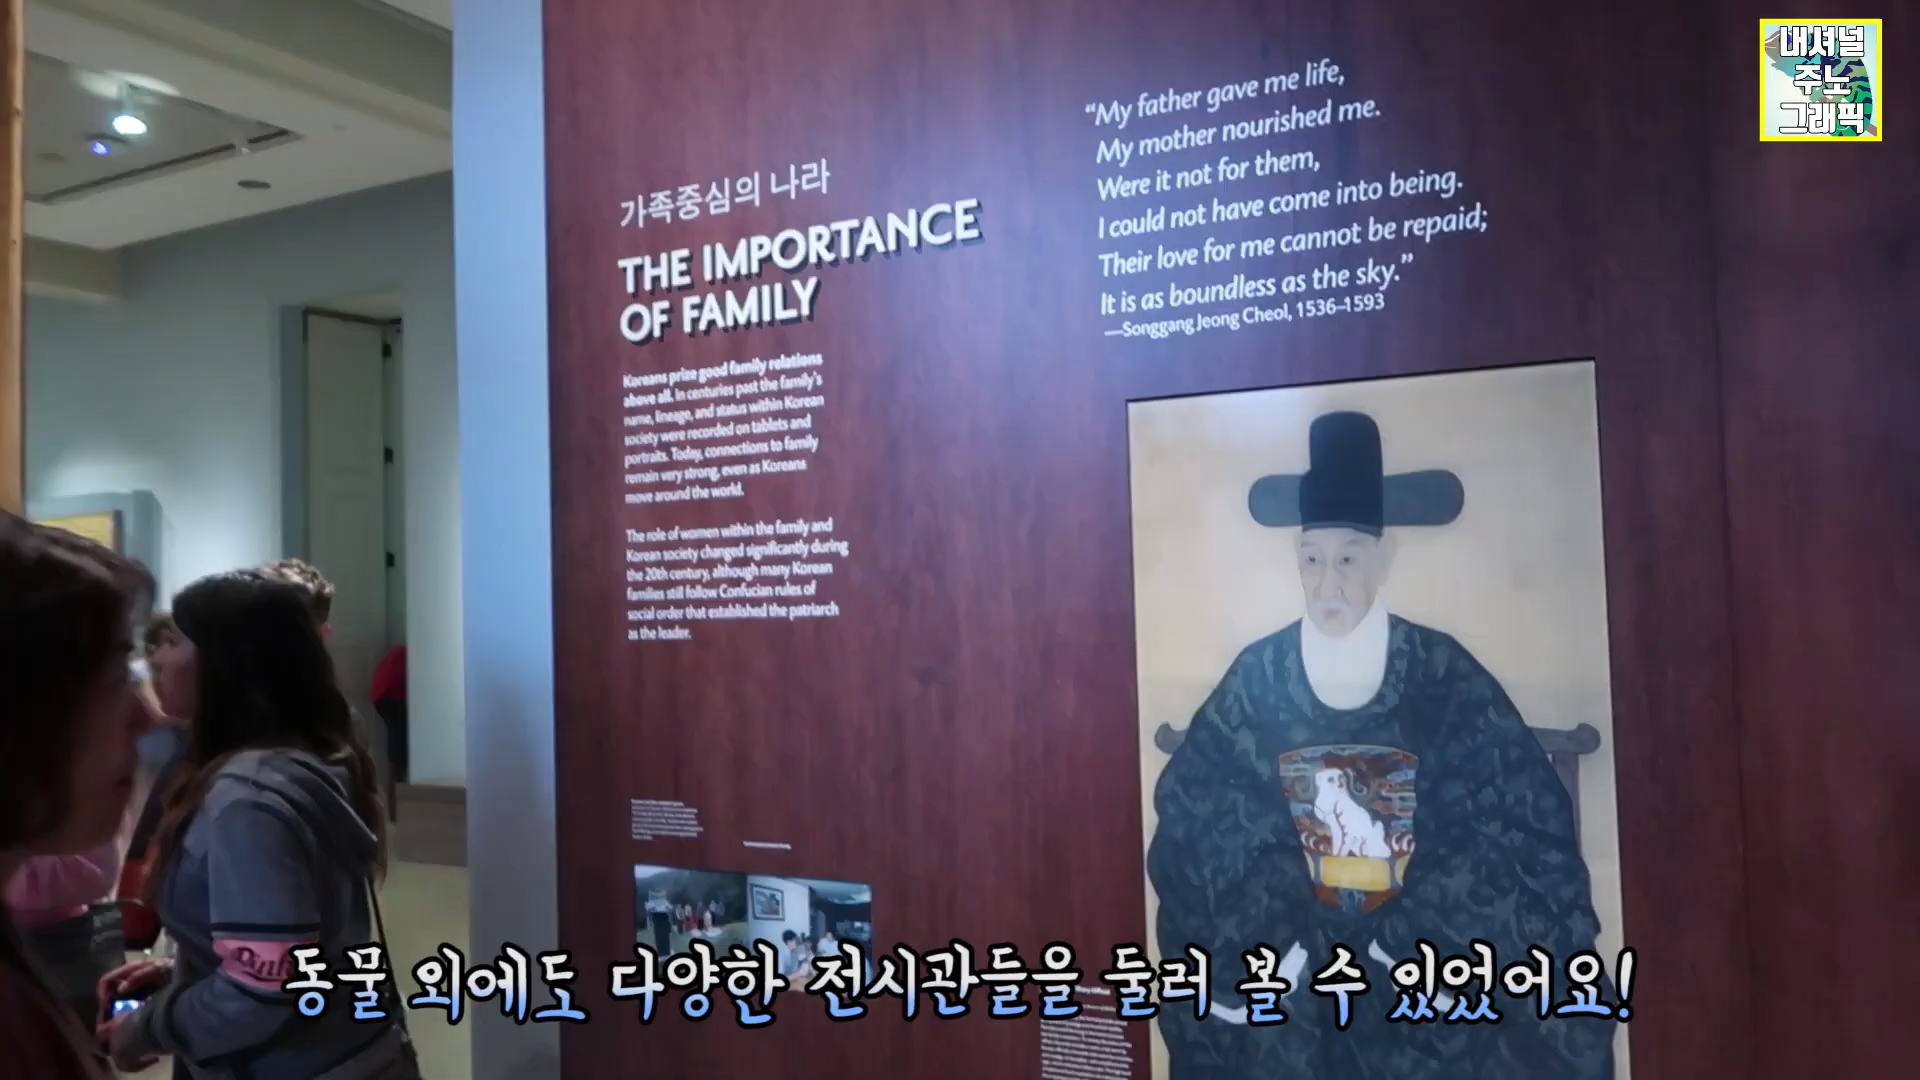 내셔널
주노
그래픽
가족중심의 나라
THE IMPORTANCE
OF FAMILY
Koreans prize good family relations
above all. In centuries past the family's
name, lineage, and status within Korean
society were recorded on tablets and
portraits. Today, connections to family
remain very strong, even as Koreans
move around the world.
The role of women within the family and
Korean society changed significantly during
the 20th century, although many Korean
families still follow Confucian rules of
social order that established the patriarch
as the leader.
“My father gave me life,
My mother nourished me.
Were it not for them,
I could not have come into being.
Their love for me cannot be repaid;
It is as boundless as the sky.”
—Songgang Jeong Cheol, 1536–1593
동물 외에도 다양한 전시관들을 둘러 볼 수 있었어요!